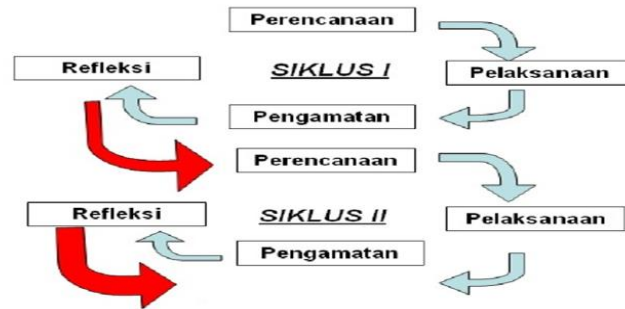 Perencanaan
Refleksi
SIKLUS I
Pelaksanaan
Pengamatan
Perencanaan
Refleksi
SIKLUS II
Pelaksanaan
Pengamatan